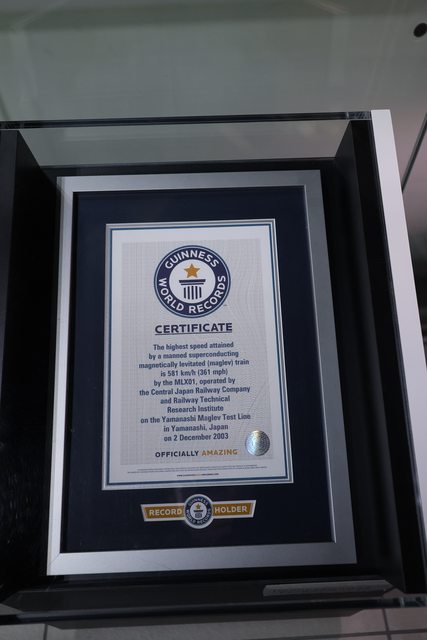 GUINNESS
WORLD RECORDS
CERTIFICATE
The highest speed attained
by a manned superconducting
magnetically levitated (maglev) train
is 581 km/h (361 mph)
by the MLX01, operated by
the Central Japan Railway Company
and Railway Technical
Research Institute
on the Yamanashi Maglev Test Line
in Yamanashi, Japan
on 2 December 2003
OFFICIALLY AMAZING
RECORD HOLDER